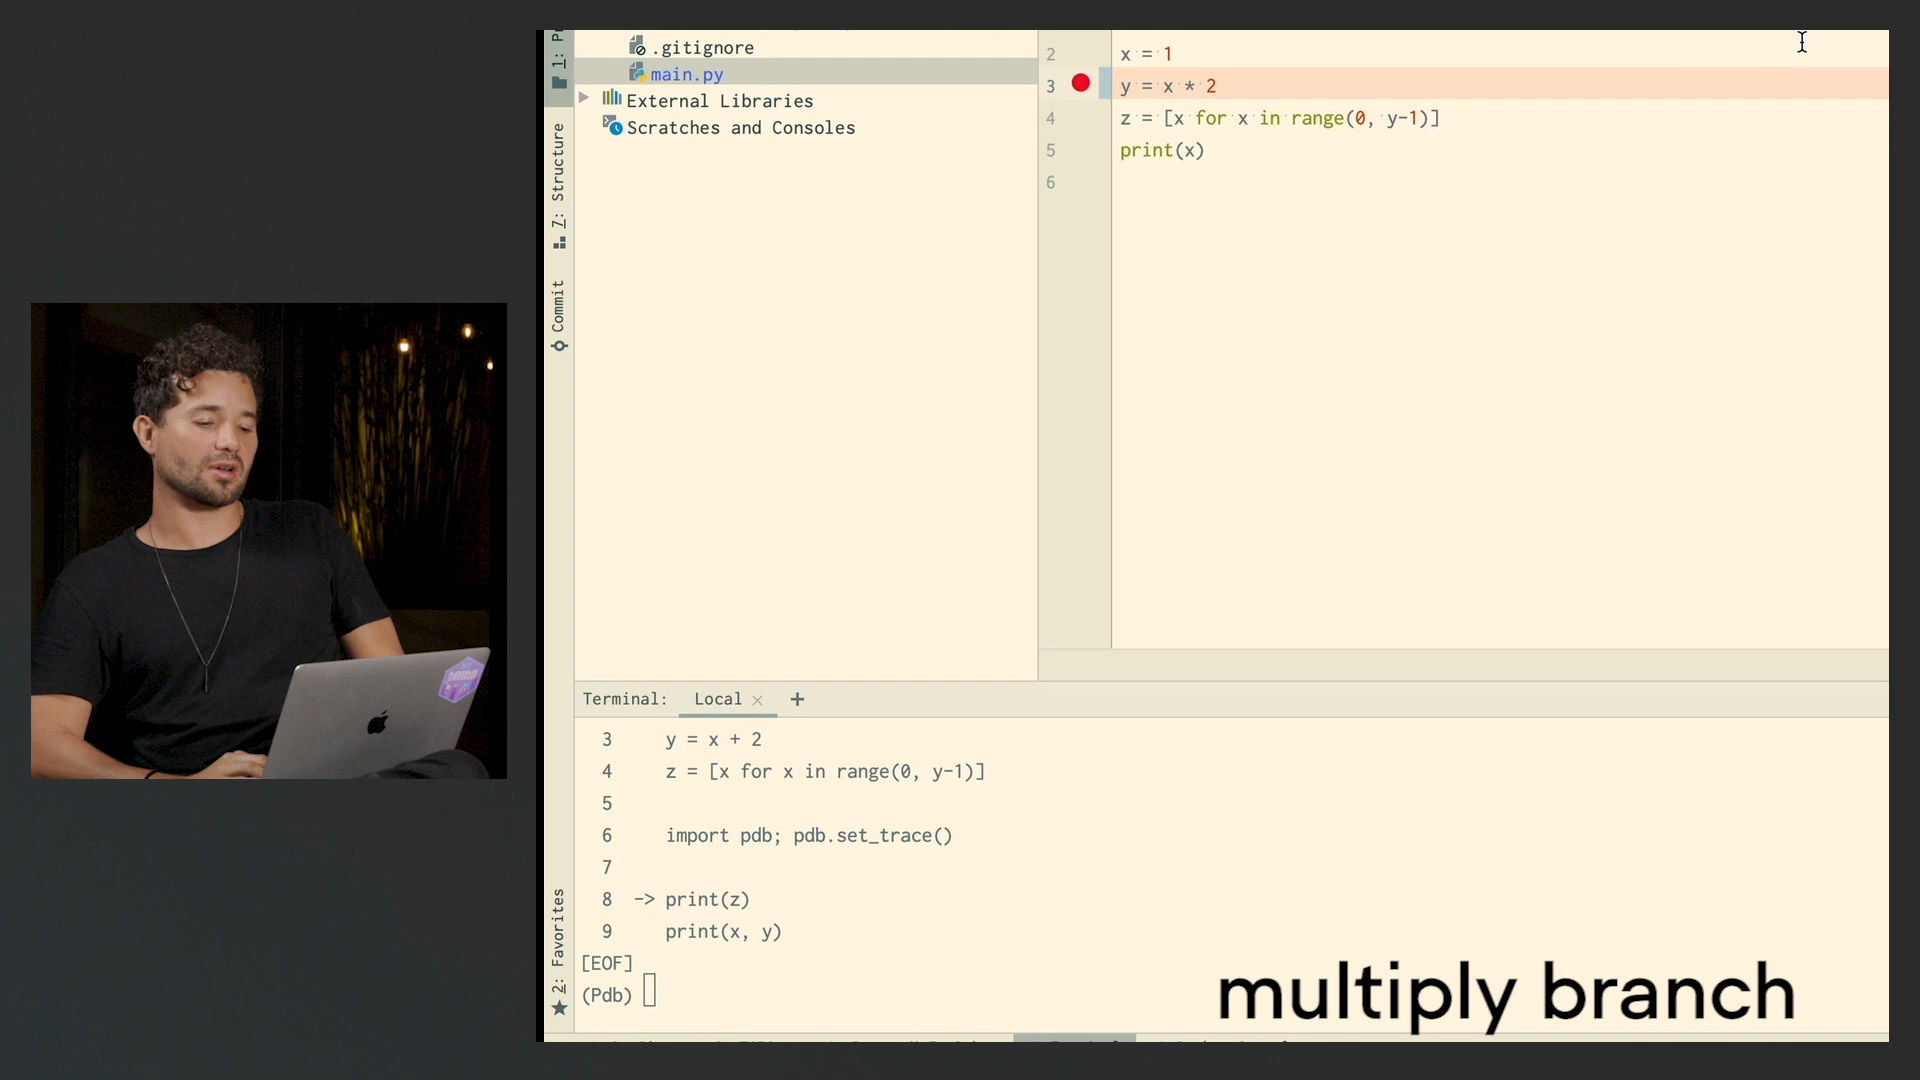 .gitignore
main.py
External Libraries
Scratches and Consoles
Z: Structure
Commit
2: Favorites
2 x = 1
3 y = x * 2
4 z = [x for x in range(0, y-1)]
5 print(x)
6
Terminal: Local × +
3 y = x + 2
4 z = [x for x in range(0, y-1)]
5
6 import pdb; pdb.set_trace()
7
8 -> print(z)
9 print(x, y)
[EOF]
(Pdb)
multiply branch